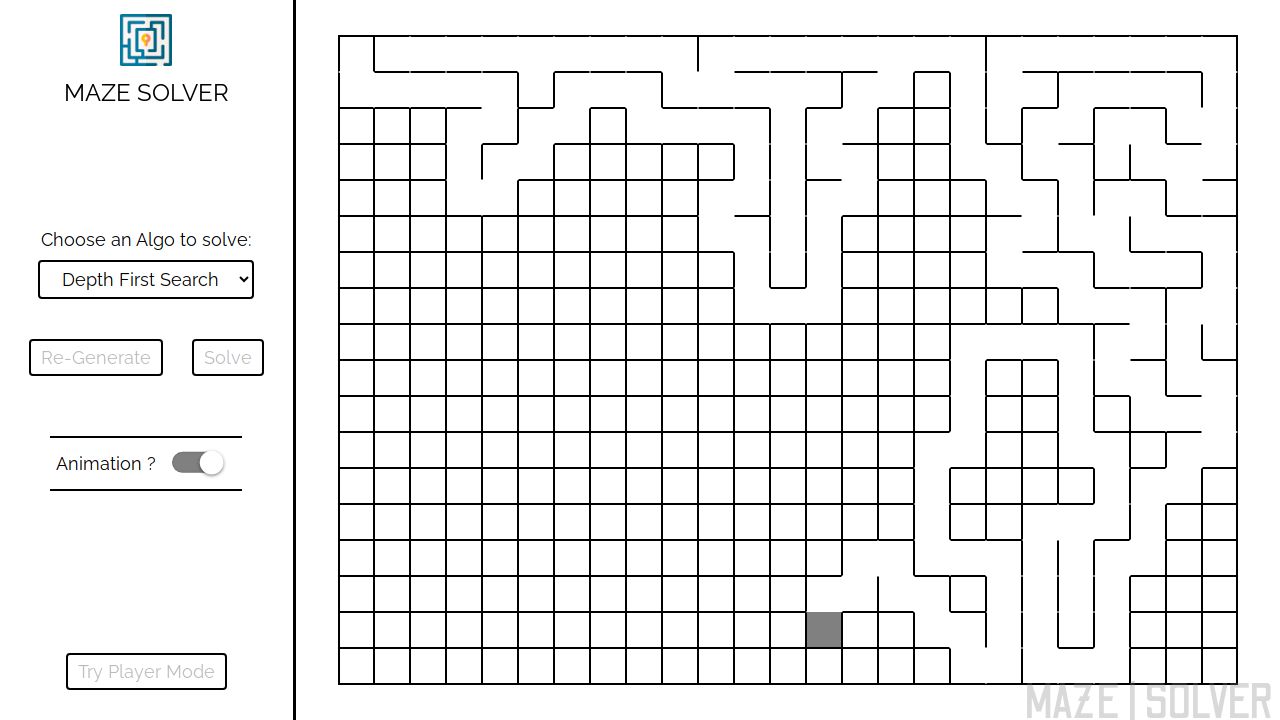 MAZE SOLVER
Choose an Algo to solve:
Depth First Search
Re-Generate
Solve
Animation ?
Try Player Mode
MAZE | SOLVER